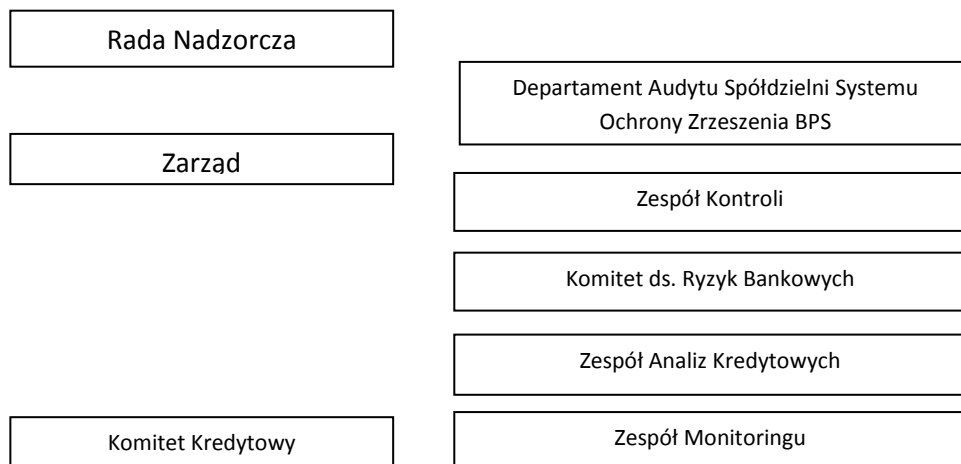 Rada Nadzorcza
Departament Audytu Spółdzielni Systemu
Ochrony Zrzeszenia BPS
Zarząd
Zespół Kontroli
Komitet ds. Ryzyk Bankowych
Zespół Analiz Kredytowych
Komitet Kredytowy
Zespół Monitoringu